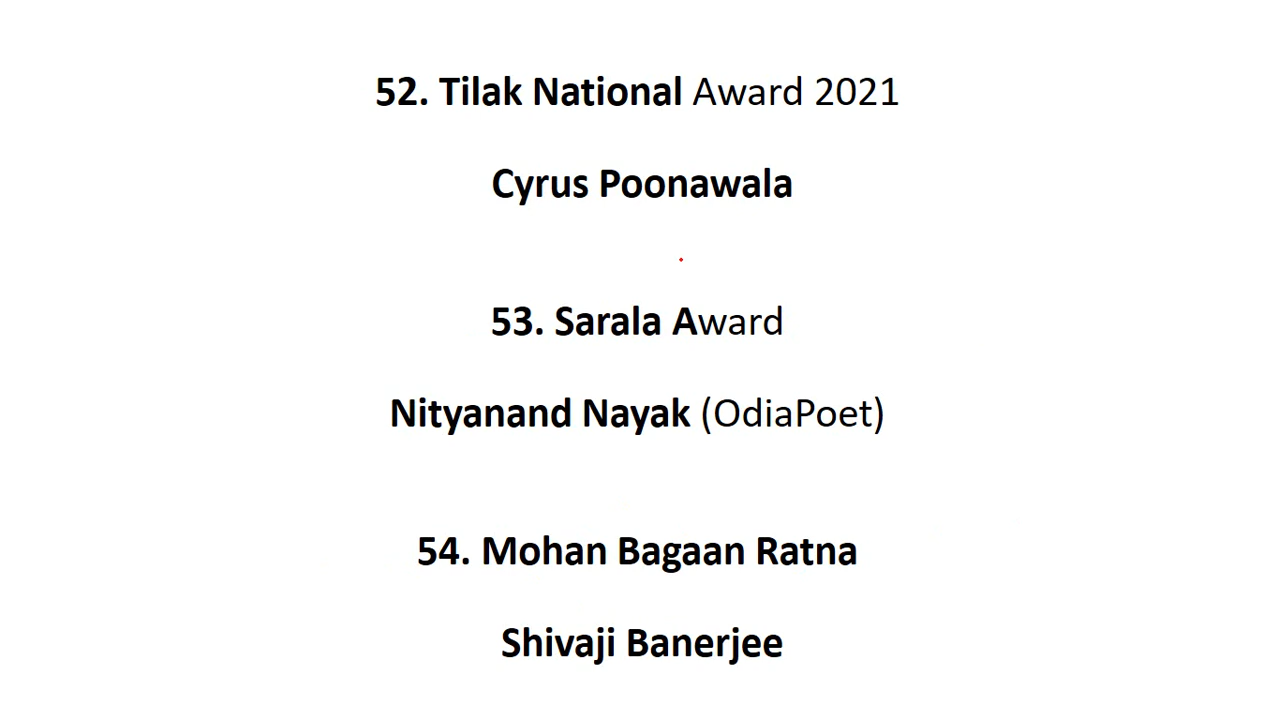 52. Tilak National Award 2021
Cyrus Poonawala
53. Sarala Award
Nityanand Nayak (OdiaPoet)
54. Mohan Bagaan Ratna
Shivaji Banerjee